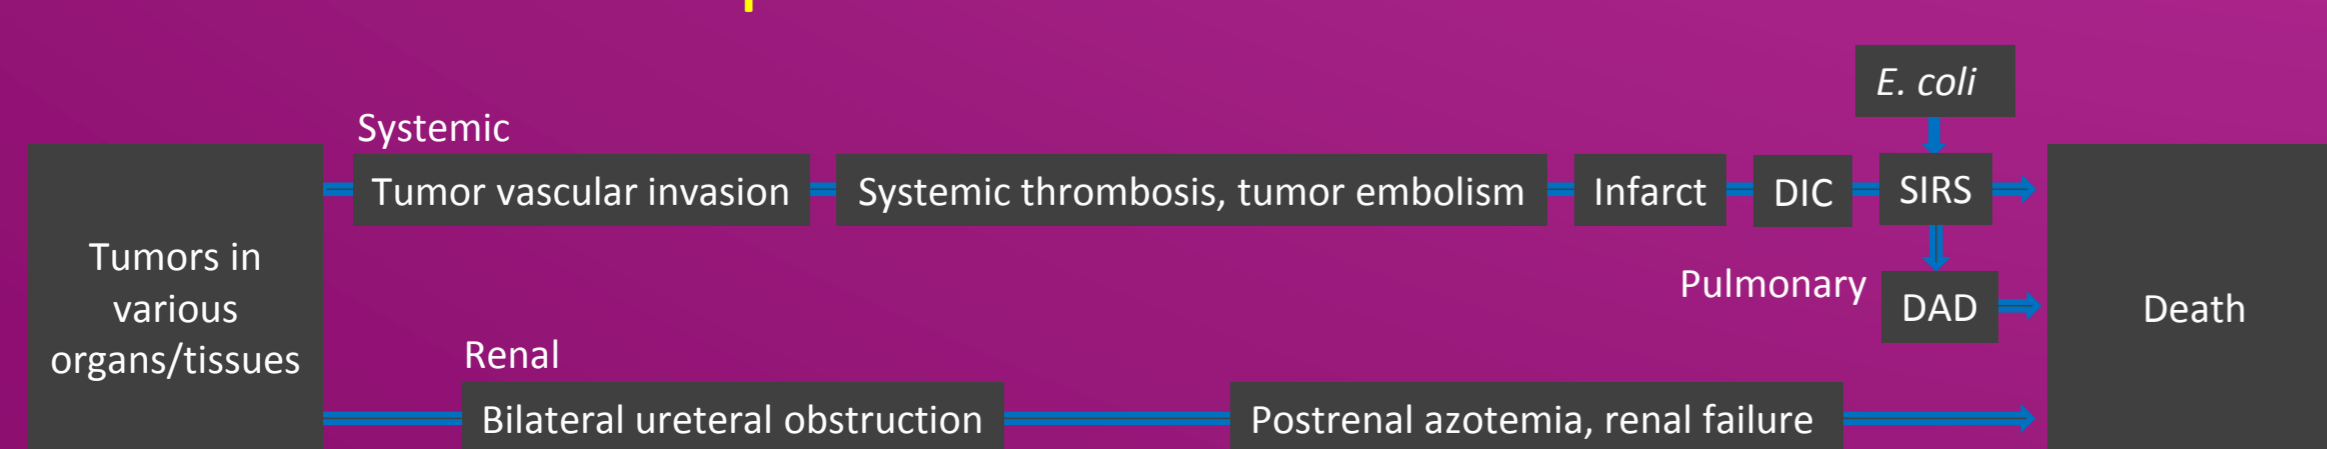 E. coli
Systemic
Tumor vascular invasion
Systemic thrombosis, tumor embolism
Infarct
DIC
SIRS
Tumors in
various
organs/tissues
Pulmonary
DAD
Death
Renal
Bilateral ureteral obstruction
Postrenal azotemia, renal failure